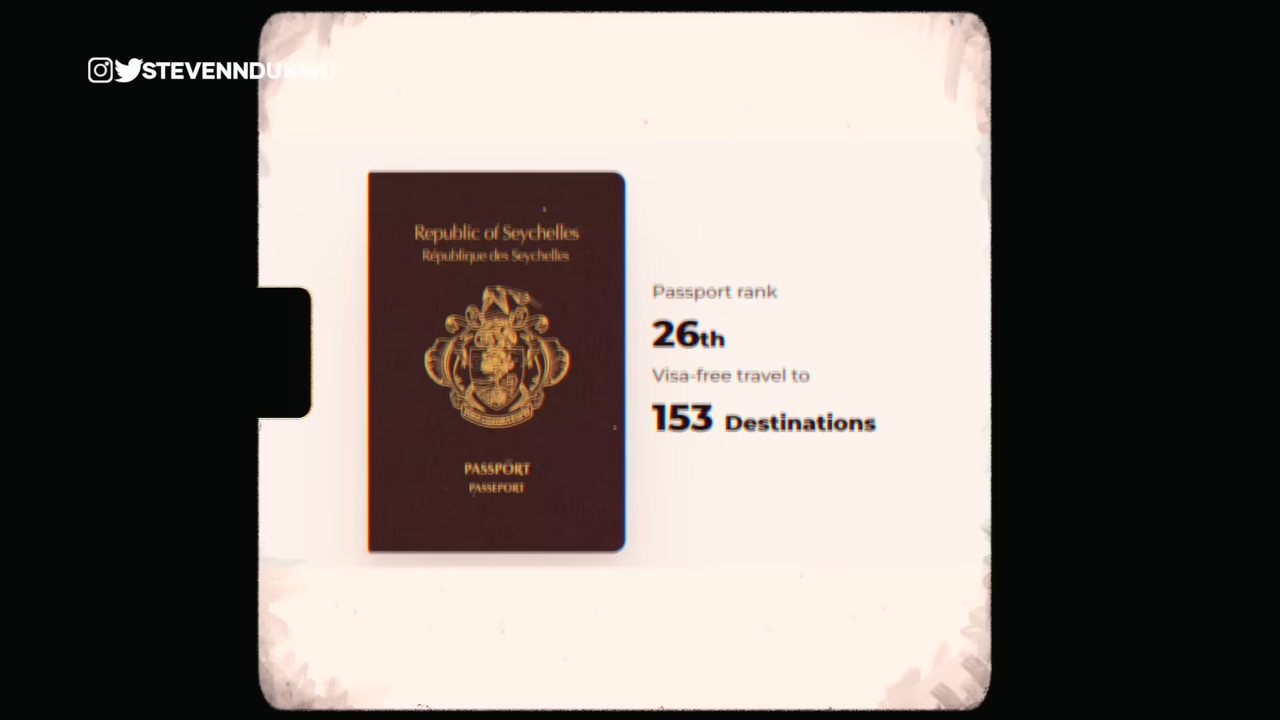 STEVENNDUKWU
Republic of Seychelles
République des Seychelles
PASSPORT
PASSEPORT
Passport rank
26th
Visa-free travel to
153 Destinations